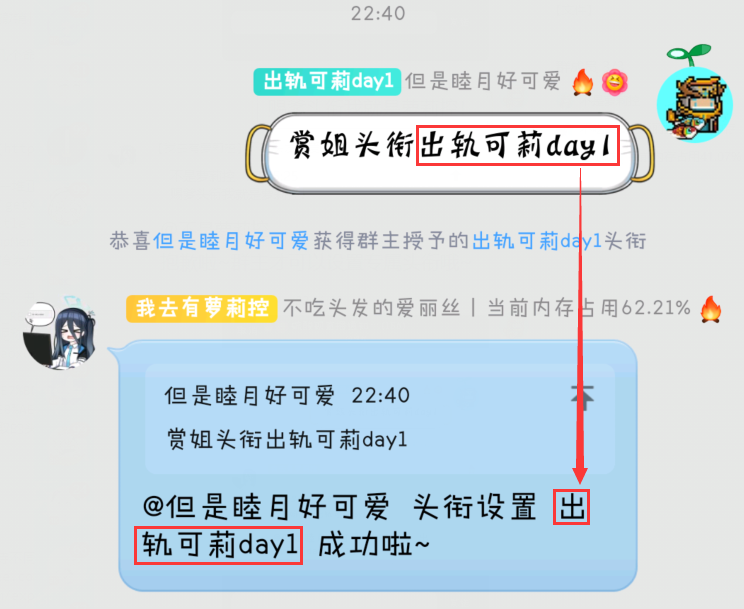 22:40
出轨可莉day1 但是睦月好可爱
赏姐头衔出轨可莉day1
恭喜但是睦月好可爱获得群主授予的出轨可莉day1头衔
我去有萝莉控 不吃头发的爱丽丝丨当前内存占用62.21%
但是睦月好可爱 22:40
赏姐头衔出轨可莉day1
@但是睦月好可爱 头衔设置 出
轨可莉day1 成功啦~